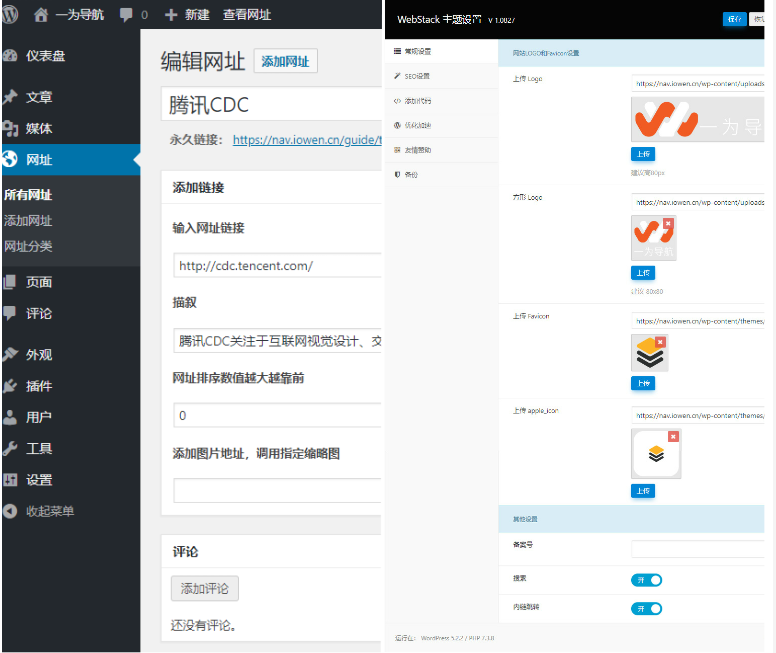 一为导航 0 新建 查看网址
仪表盘
文章
媒体
网址
所有网址
添加网址
网址分类
页面
评论
外观
插件
用户
工具
设置
收起菜单
编辑网址 添加网址
腾讯CDC
永久链接: https://nav.iowen.cn/guide/t
添加链接
输入网址链接
http://cdc.tencent.com/
描叙
腾讯CDC关注于互联网视觉设计、交
网址排序数值越大越靠前
0
添加图片地址,调用指定缩略图
评论
添加评论
还没有评论。
WebStack 主题设置 V 1.0827
保存
常规设置
SEO设置
添加代码
优化加速
友情赞助
备份
网站LOGO和Favicon设置
上传 Logo
https://nav.iowen.cn/wp-content/uploads
一为导
上传
建议高80px
方形 Logo
https://nav.iowen.cn/wp-content/uploads
一为导航
上传
建议 80x80
上传 Favicon
https://nav.iowen.cn/wp-content/themes/
上传
上传 apple_icon
https://nav.iowen.cn/wp-content/themes/
上传
其他设置
备案号
搜索
开
内链跳转
开
运行在: WordPress 5.2.2 / PHP 7.3.8